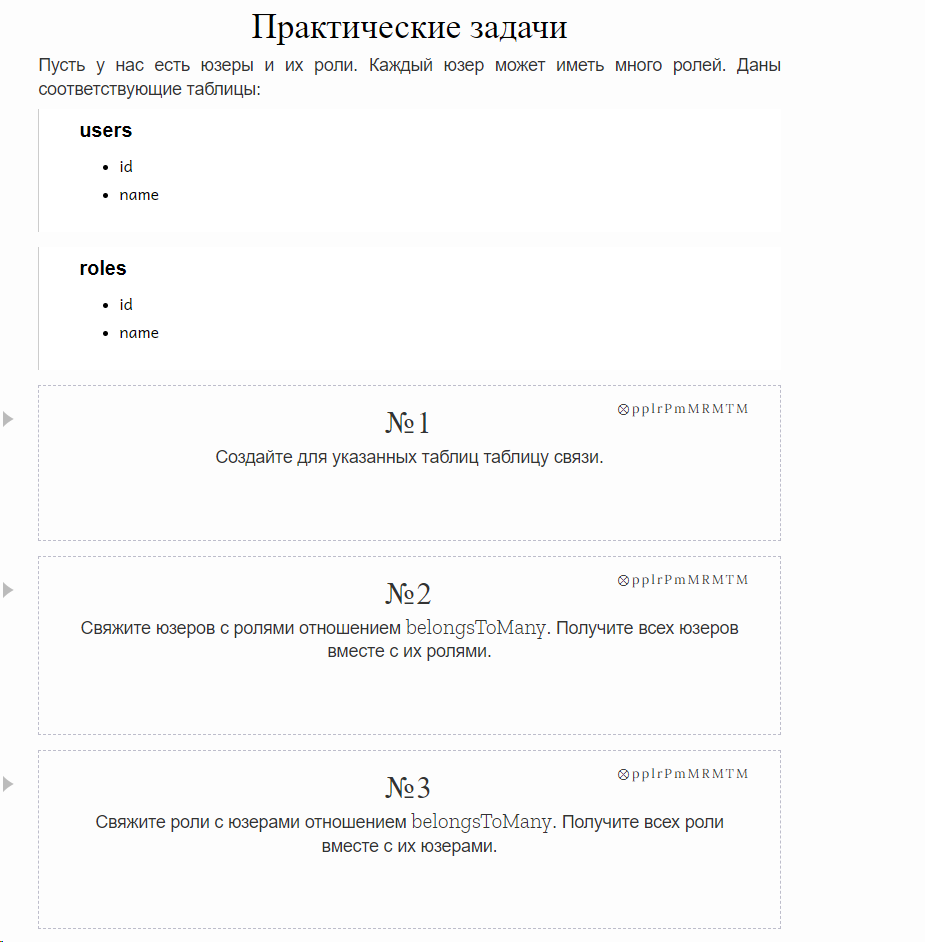 Практические задачи
Пусть у нас есть юзеры и их роли. Каждый юзер может иметь много ролей. Даны
соответствующие таблицы:
users
• id
• name
roles
• id
• name
⊗pplrPmMRMTM
№1
Создайте для указанных таблиц таблицу связи.
⊗pplrPmMRMTM
№2
Свяжите юзеров с ролями отношением belongsToMany. Получите всех юзеров
вместе с их ролями.
⊗pplrPmMRMTM
№3
Свяжите роли с юзерами отношением belongsToMany. Получите всех роли
вместе с их юзерами.